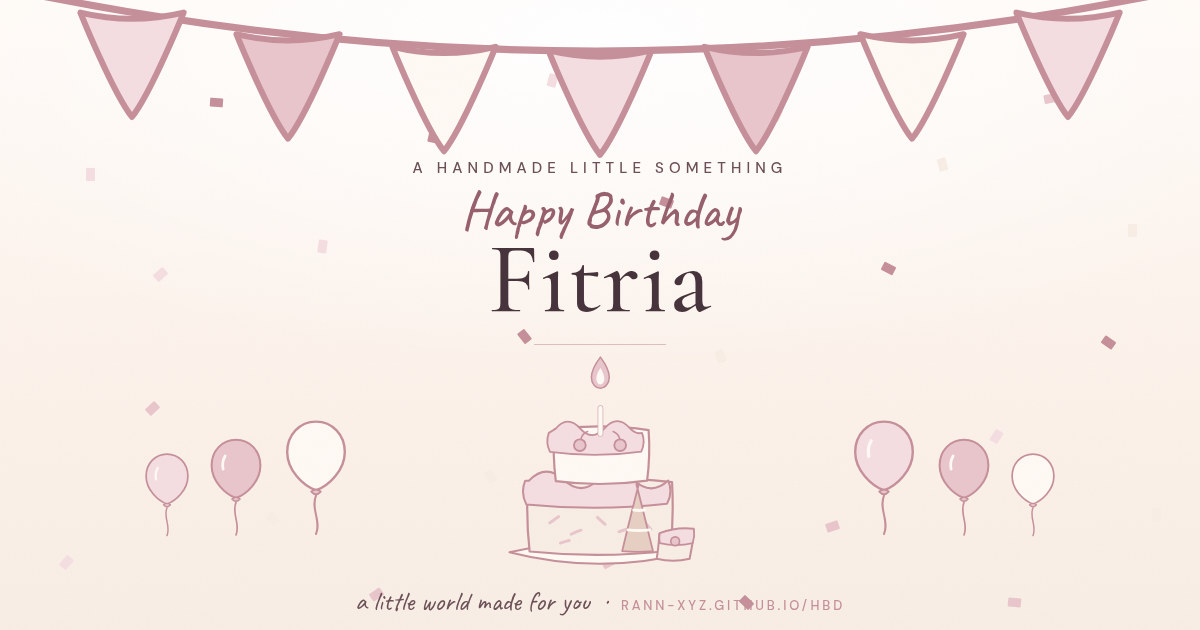 A HANDMADE LITTLE SOMETHING
Happy Birthday
Fitria
a little world made for you · RANN-XYZ.GITHUB.IO/HBD